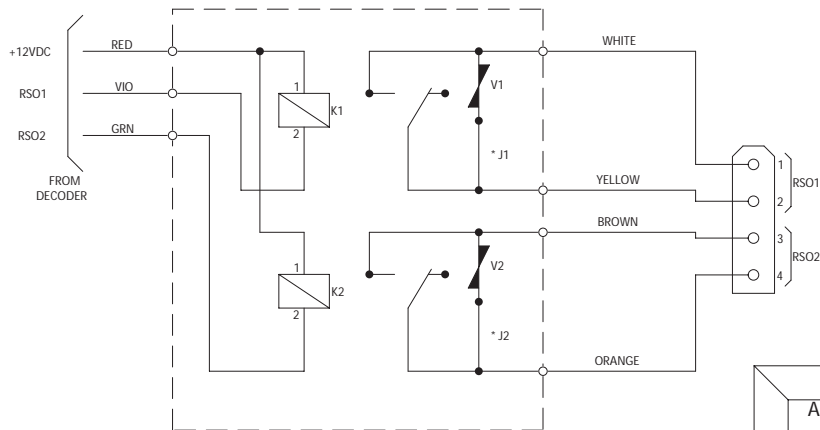 +12VDC
RED
RSO1
VIO
RSO2
GRN
FROM
DECODER
1
K1
2
1
K2
2
V1
* J1
V2
* J2
WHITE
YELLOW
BROWN
ORANGE
1
2
3
4
RSO1
RSO2
A